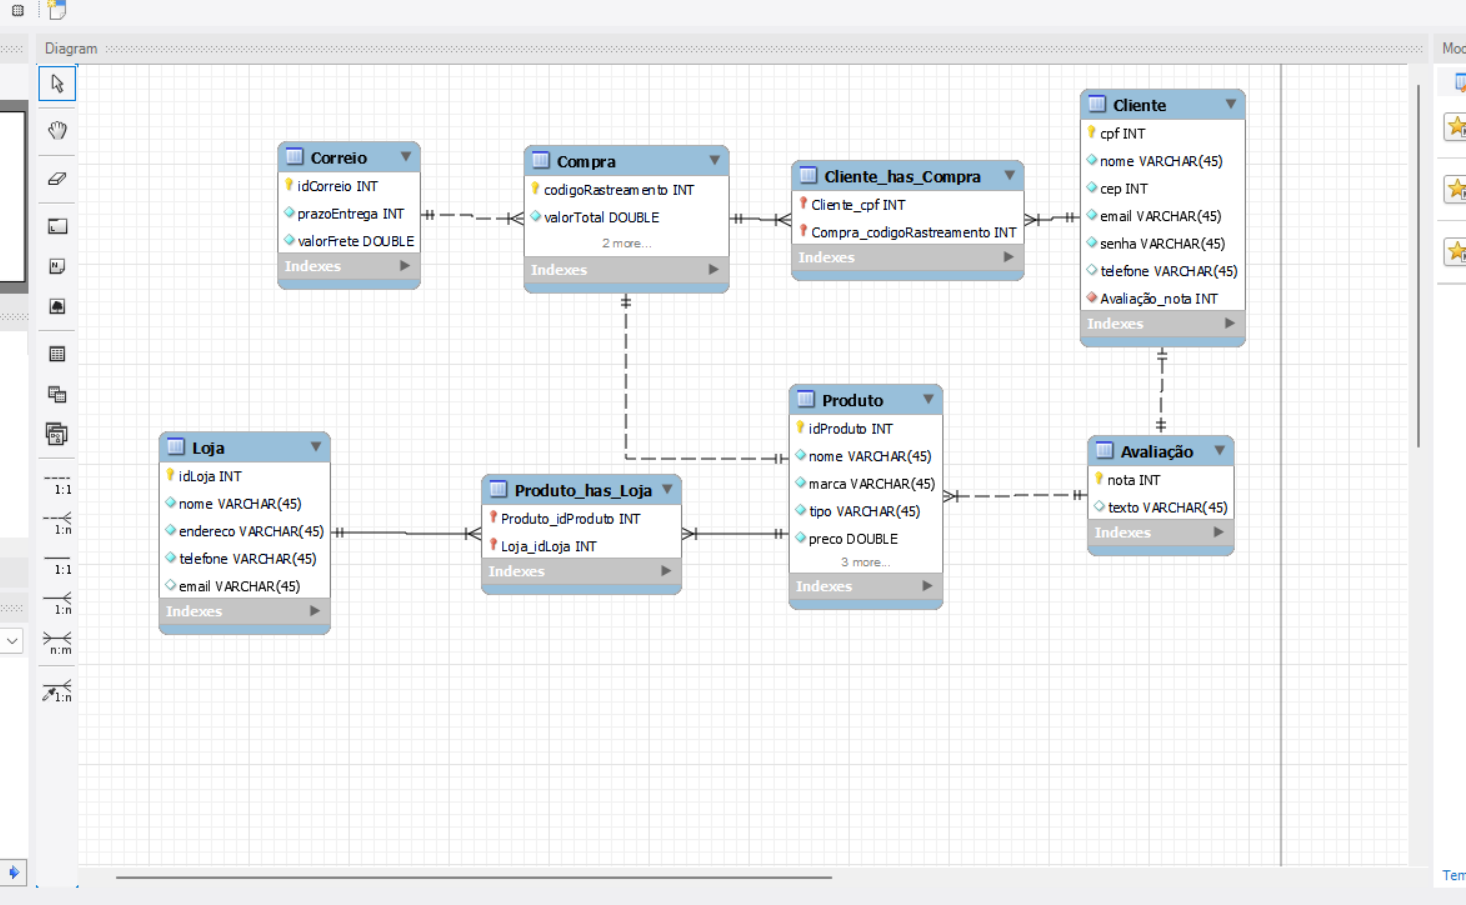 Diagram
Mod
Correio
idCorreio INT
prazoEntrega INT
valorFrete DOUBLE
Indexes
Compra
codigoRastreamento INT
valorTotal DOUBLE
2 more...
Indexes
Cliente_has_Compra
Cliente_cpf INT
Compra_codigoRastreamento INT
Indexes
Cliente
cpf INT
nome VARCHAR(45)
cep INT
email VARCHAR(45)
senha VARCHAR(45)
telefone VARCHAR(45)
Avaliação_nota INT
Indexes
Loja
idLoja INT
nome VARCHAR(45)
endereco VARCHAR(45)
telefone VARCHAR(45)
email VARCHAR(45)
Indexes
Produto_has_Loja
Produto_idProduto INT
Loja_idLoja INT
Indexes
Produto
idProduto INT
nome VARCHAR(45)
marca VARCHAR(45)
tipo VARCHAR(45)
preco DOUBLE
3 more...
Indexes
Avaliação
nota INT
texto VARCHAR(45)
Indexes
1:1
1:n
1:1
1:n
n:m
1:n
Tem